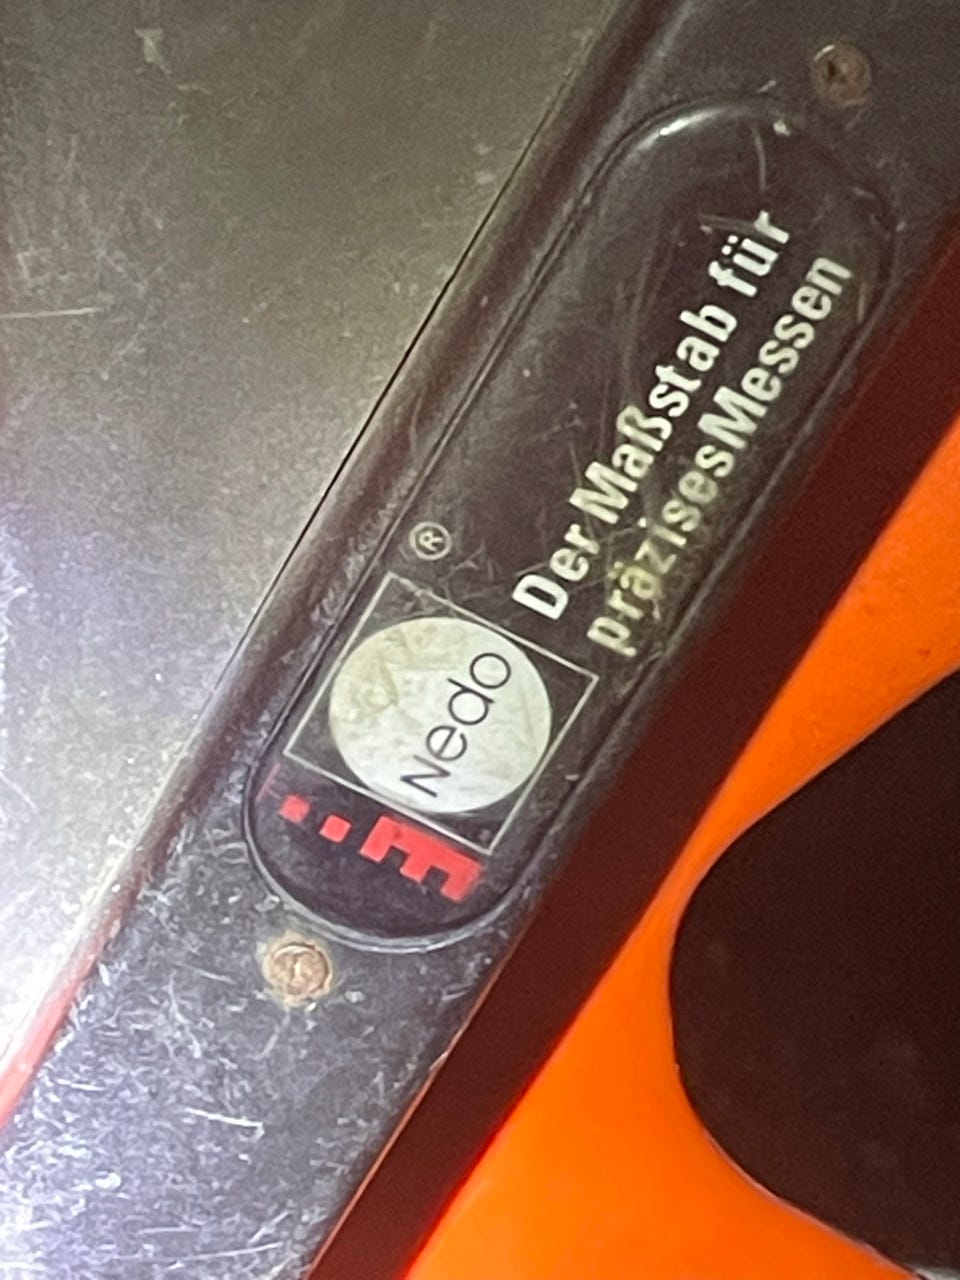 Nedo
®
Der Maßstab für
präzisesMessen